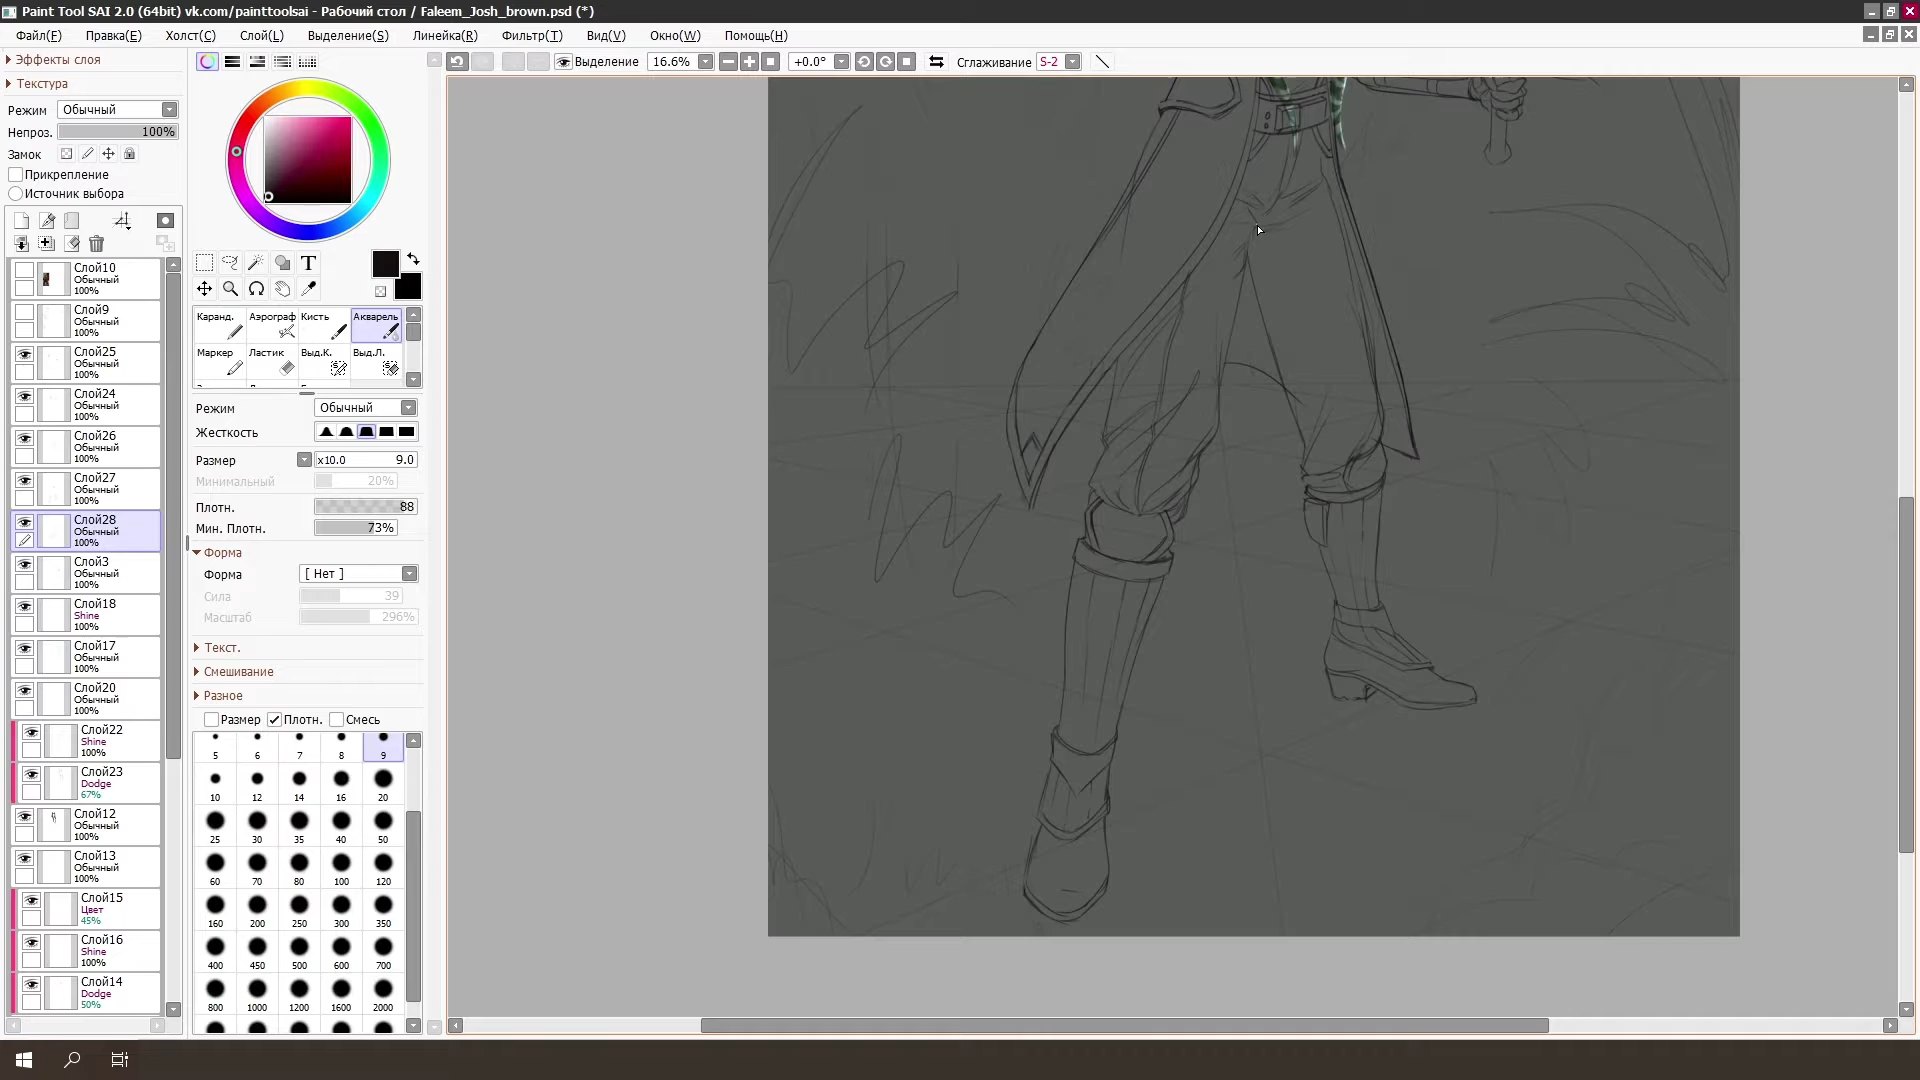 Paint Tool SAI 2.0 (64bit) vk.com/painttoolsai - Рабочий стол / Faleem_Josh_brown.psd (*)
Файл(F) Правка(E) Холст(C) Слой(L) Выделение(S) Линейка(R) Фильтр(T) Вид(V) Окно(W) Помощь(H)
Эффекты слоя
Текстура
Режим Обычный
Непроз. 100%
Замок
Прикрепление
Источник выбора
Выделение 16.6% +0.0° Сглаживание S-2
Слой10
Обычный
100%
Слой9
Обычный
100%
Слой25
Обычный
100%
Слой24
Обычный
100%
Слой26
Обычный
100%
Слой27
Обычный
100%
Слой28
Обычный
100%
Слой3
Обычный
100%
Слой18
Shine
100%
Слой17
Обычный
100%
Слой20
Обычный
100%
Слой22
Shine
100%
Слой23
Dodge
67%
Слой12
Обычный
100%
Слой13
Обычный
100%
Слой15
Цвет
45%
Слой16
Shine
100%
Слой14
Dodge
50%
T
Каранд. Аэрограф Кисть Акварель
Маркер Ластик Выд.К. Выд.Л.
Режим Обычный
Жесткость
Размер x10.0 9.0
Минимальный 20%
Плотн. 88
Мин. Плотн. 73%
Форма
Форма [ Нет ]
Сила 39
Масштаб 296%
Текст.
Смешивание
Разное
Размер Плотн. Смесь
5 6 7 8 9
10 12 14 16 20
25 30 35 40 50
60 70 80 100 120
160 200 250 300 350
400 450 500 600 700
800 1000 1200 1600 2000